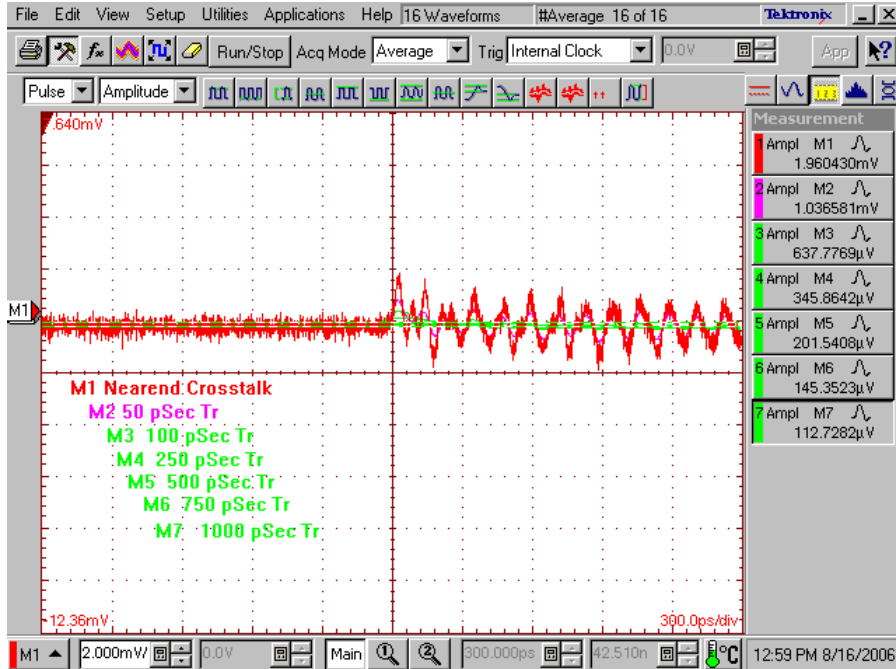 File Edit View Setup Utilities Applications Help 16 Waveforms #Average 16 of 16 Tektronix
Run/Stop Acq Mode Average Trig Internal Clock 0.0V App
Pulse Amplitude
.640mV
Measurement
1 Ampl M1
1.960430mV
2 Ampl M2
1.036581mV
3 Ampl M3
637.7769µV
4 Ampl M4
345.8642µV
5 Ampl M5
201.5408µV
6 Ampl M6
145.3523µV
7 Ampl M7
112.7282µV
M1
M1 Nearend Crosstalk
M2 50 pSec Tr
M3 100 pSec Tr
M4 250 pSec Tr
M5 500 pSec Tr
M6 750 pSec Tr
M7 1000 pSec Tr
-12.36mV 300.0ps/div
M1 2.000mV/ 0.0V Main 1 2 300.000ps 42.510n °C 12:59 PM 8/16/2006